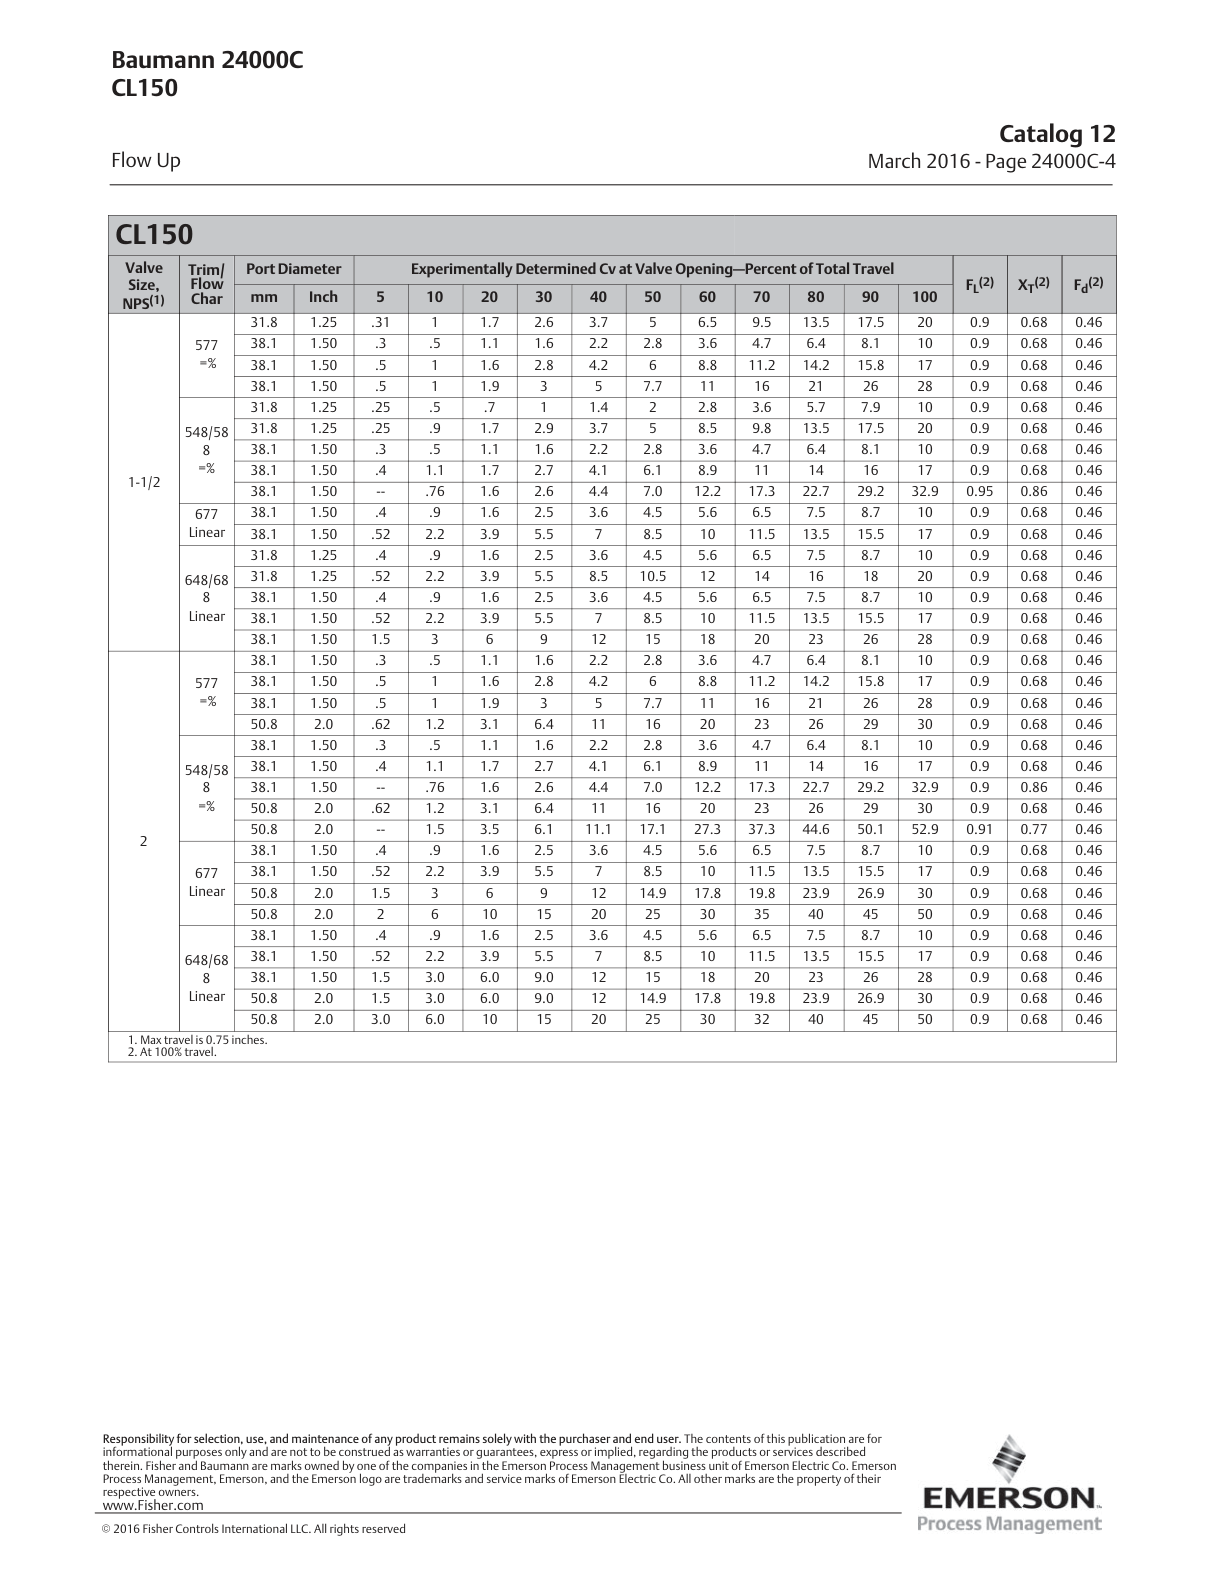 Baumann 24000C
CL150
Catalog 12
Flow Up
March 2016 - Page 24000C-4
CL150
Valve Size, NPS(1) Trim/ Flow Char Port Diameter Experimentally Determined Cv at Valve Opening—Percent of Total Travel FL(2) XT(2) Fd(2)
mm Inch 5 10 20 30 40 50 60 70 80 90 100
1-1/2
577 =%
31.8 1.25 .31 1 1.7 2.6 3.7 5 6.5 9.5 13.5 17.5 20 0.9 0.68 0.46
38.1 1.50 .3 .5 1.1 1.6 2.2 2.8 3.6 4.7 6.4 8.1 10 0.9 0.68 0.46
38.1 1.50 .5 1 1.6 2.8 4.2 6 8.8 11.2 14.2 15.8 17 0.9 0.68 0.46
38.1 1.50 .5 1 1.9 3 5 7.7 11 16 21 26 28 0.9 0.68 0.46
548/58 8 =%
31.8 1.25 .25 .5 .7 1 1.4 2 2.8 3.6 5.7 7.9 10 0.9 0.68 0.46
31.8 1.25 .25 .9 1.7 2.9 3.7 5 8.5 9.8 13.5 17.5 20 0.9 0.68 0.46
38.1 1.50 .3 .5 1.1 1.6 2.2 2.8 3.6 4.7 6.4 8.1 10 0.9 0.68 0.46
38.1 1.50 .4 1.1 1.7 2.7 4.1 6.1 8.9 11 14 16 17 0.9 0.68 0.46
38.1 1.50 -- .76 1.6 2.6 4.4 7.0 12.2 17.3 22.7 29.2 32.9 0.95 0.86 0.46
677 Linear
38.1 1.50 .4 .9 1.6 2.5 3.6 4.5 5.6 6.5 7.5 8.7 10 0.9 0.68 0.46
38.1 1.50 .52 2.2 3.9 5.5 7 8.5 10 11.5 13.5 15.5 17 0.9 0.68 0.46
648/68 8 Linear
31.8 1.25 .4 .9 1.6 2.5 3.6 4.5 5.6 6.5 7.5 8.7 10 0.9 0.68 0.46
31.8 1.25 .52 2.2 3.9 5.5 8.5 10.5 12 14 16 18 20 0.9 0.68 0.46
38.1 1.50 .4 .9 1.6 2.5 3.6 4.5 5.6 6.5 7.5 8.7 10 0.9 0.68 0.46
38.1 1.50 .52 2.2 3.9 5.5 7 8.5 10 11.5 13.5 15.5 17 0.9 0.68 0.46
38.1 1.50 1.5 3 6 9 12 15 18 20 23 26 28 0.9 0.68 0.46
2
577 =%
38.1 1.50 .3 .5 1.1 1.6 2.2 2.8 3.6 4.7 6.4 8.1 10 0.9 0.68 0.46
38.1 1.50 .5 1 1.6 2.8 4.2 6 8.8 11.2 14.2 15.8 17 0.9 0.68 0.46
38.1 1.50 .5 1 1.9 3 5 7.7 11 16 21 26 28 0.9 0.68 0.46
50.8 2.0 .62 1.2 3.1 6.4 11 16 20 23 26 29 30 0.9 0.68 0.46
548/58 8 =%
38.1 1.50 .3 .5 1.1 1.6 2.2 2.8 3.6 4.7 6.4 8.1 10 0.9 0.68 0.46
38.1 1.50 .4 1.1 1.7 2.7 4.1 6.1 8.9 11 14 16 17 0.9 0.68 0.46
38.1 1.50 -- .76 1.6 2.6 4.4 7.0 12.2 17.3 22.7 29.2 32.9 0.9 0.86 0.46
50.8 2.0 .62 1.2 3.1 6.4 11 16 20 23 26 29 30 0.9 0.68 0.46
50.8 2.0 -- 1.5 3.5 6.1 11.1 17.1 27.3 37.3 44.6 50.1 52.9 0.91 0.77 0.46
677 Linear
38.1 1.50 .4 .9 1.6 2.5 3.6 4.5 5.6 6.5 7.5 8.7 10 0.9 0.68 0.46
38.1 1.50 .52 2.2 3.9 5.5 7 8.5 10 11.5 13.5 15.5 17 0.9 0.68 0.46
50.8 2.0 1.5 3 6 9 12 14.9 17.8 19.8 23.9 26.9 30 0.9 0.68 0.46
50.8 2.0 2 6 10 15 20 25 30 35 40 45 50 0.9 0.68 0.46
648/68 8 Linear
38.1 1.50 .4 .9 1.6 2.5 3.6 4.5 5.6 6.5 7.5 8.7 10 0.9 0.68 0.46
38.1 1.50 .52 2.2 3.9 5.5 7 8.5 10 11.5 13.5 15.5 17 0.9 0.68 0.46
38.1 1.50 1.5 3.0 6.0 9.0 12 15 18 20 23 26 28 0.9 0.68 0.46
50.8 2.0 1.5 3.0 6.0 9.0 12 14.9 17.8 19.8 23.9 26.9 30 0.9 0.68 0.46
50.8 2.0 3.0 6.0 10 15 20 25 30 32 40 45 50 0.9 0.68 0.46
1. Max travel is 0.75 inches.
2. At 100% travel.
Responsibility for selection, use, and maintenance of any product remains solely with the purchaser and end user. The contents of this publication are for
informational purposes only and are not to be construed as warranties or guarantees, express or implied, regarding the products or services described
therein. Fisher and Baumann are marks owned by one of the companies in the Emerson Process Management business unit of Emerson Electric Co. Emerson
Process Management, Emerson, and the Emerson logo are trademarks and service marks of Emerson Electric Co. All other marks are the property of their
respective owners.
www.Fisher.com
© 2016 Fisher Controls International LLC. All rights reserved
EMERSON
Process Management